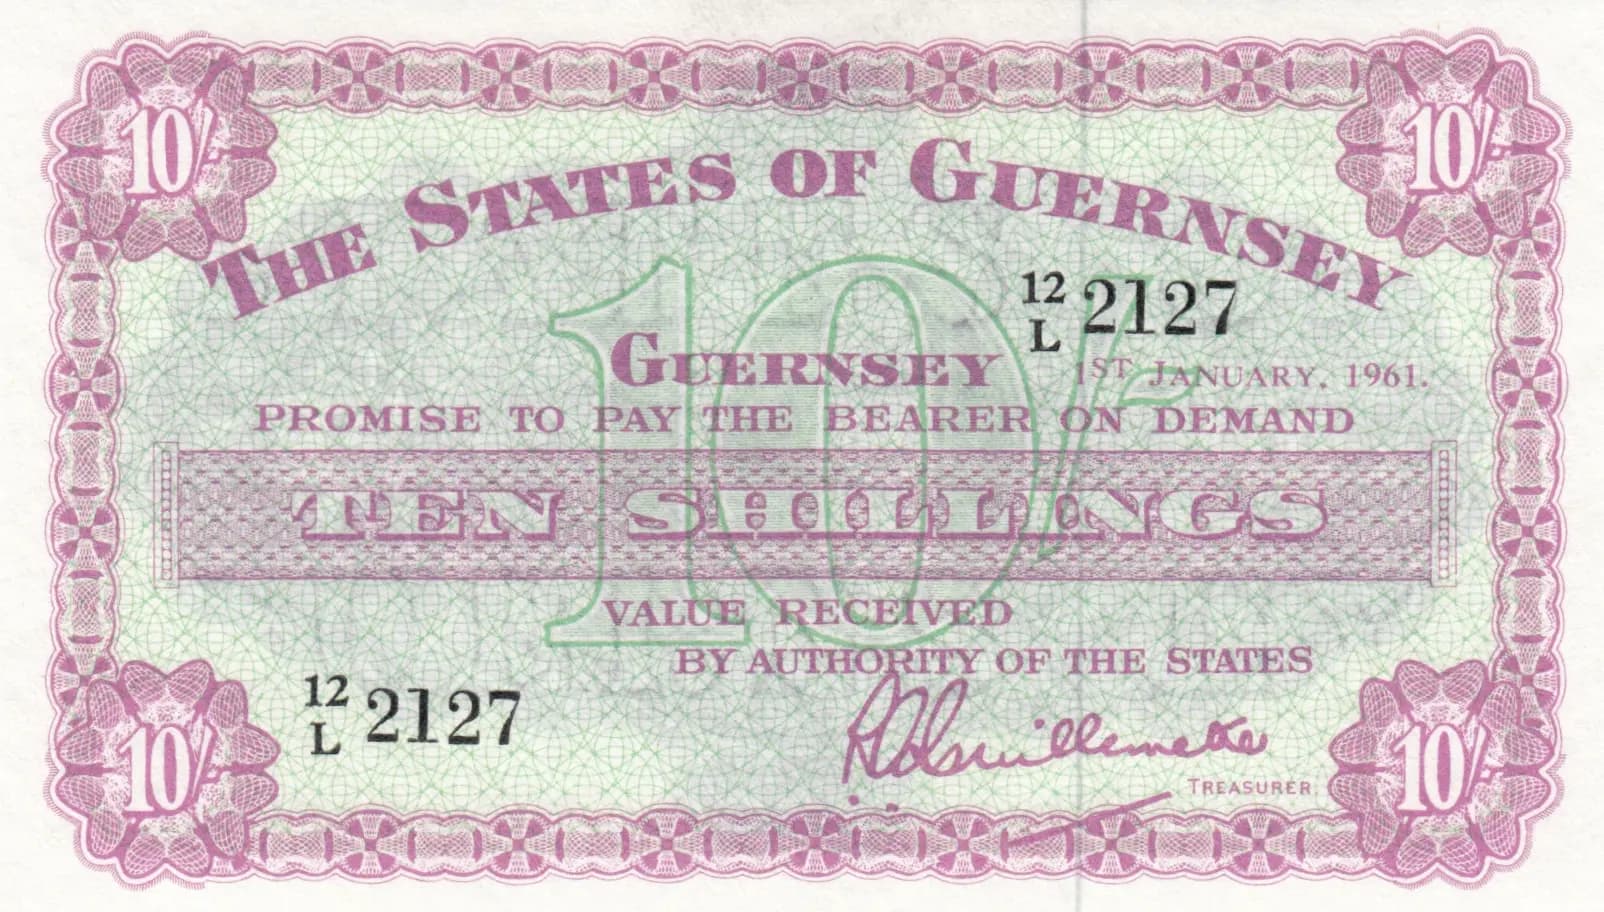 10/ 10/
THE STATES OF GUERNSEY
10/
12/L 2127
GUERNSEY 1ST JANUARY, 1961.
PROMISE TO PAY THE BEARER ON DEMAND
TEN SHILLINGS
VALUE RECEIVED
BY AUTHORITY OF THE STATES
12/L 2127
TREASURER
10/ 10/